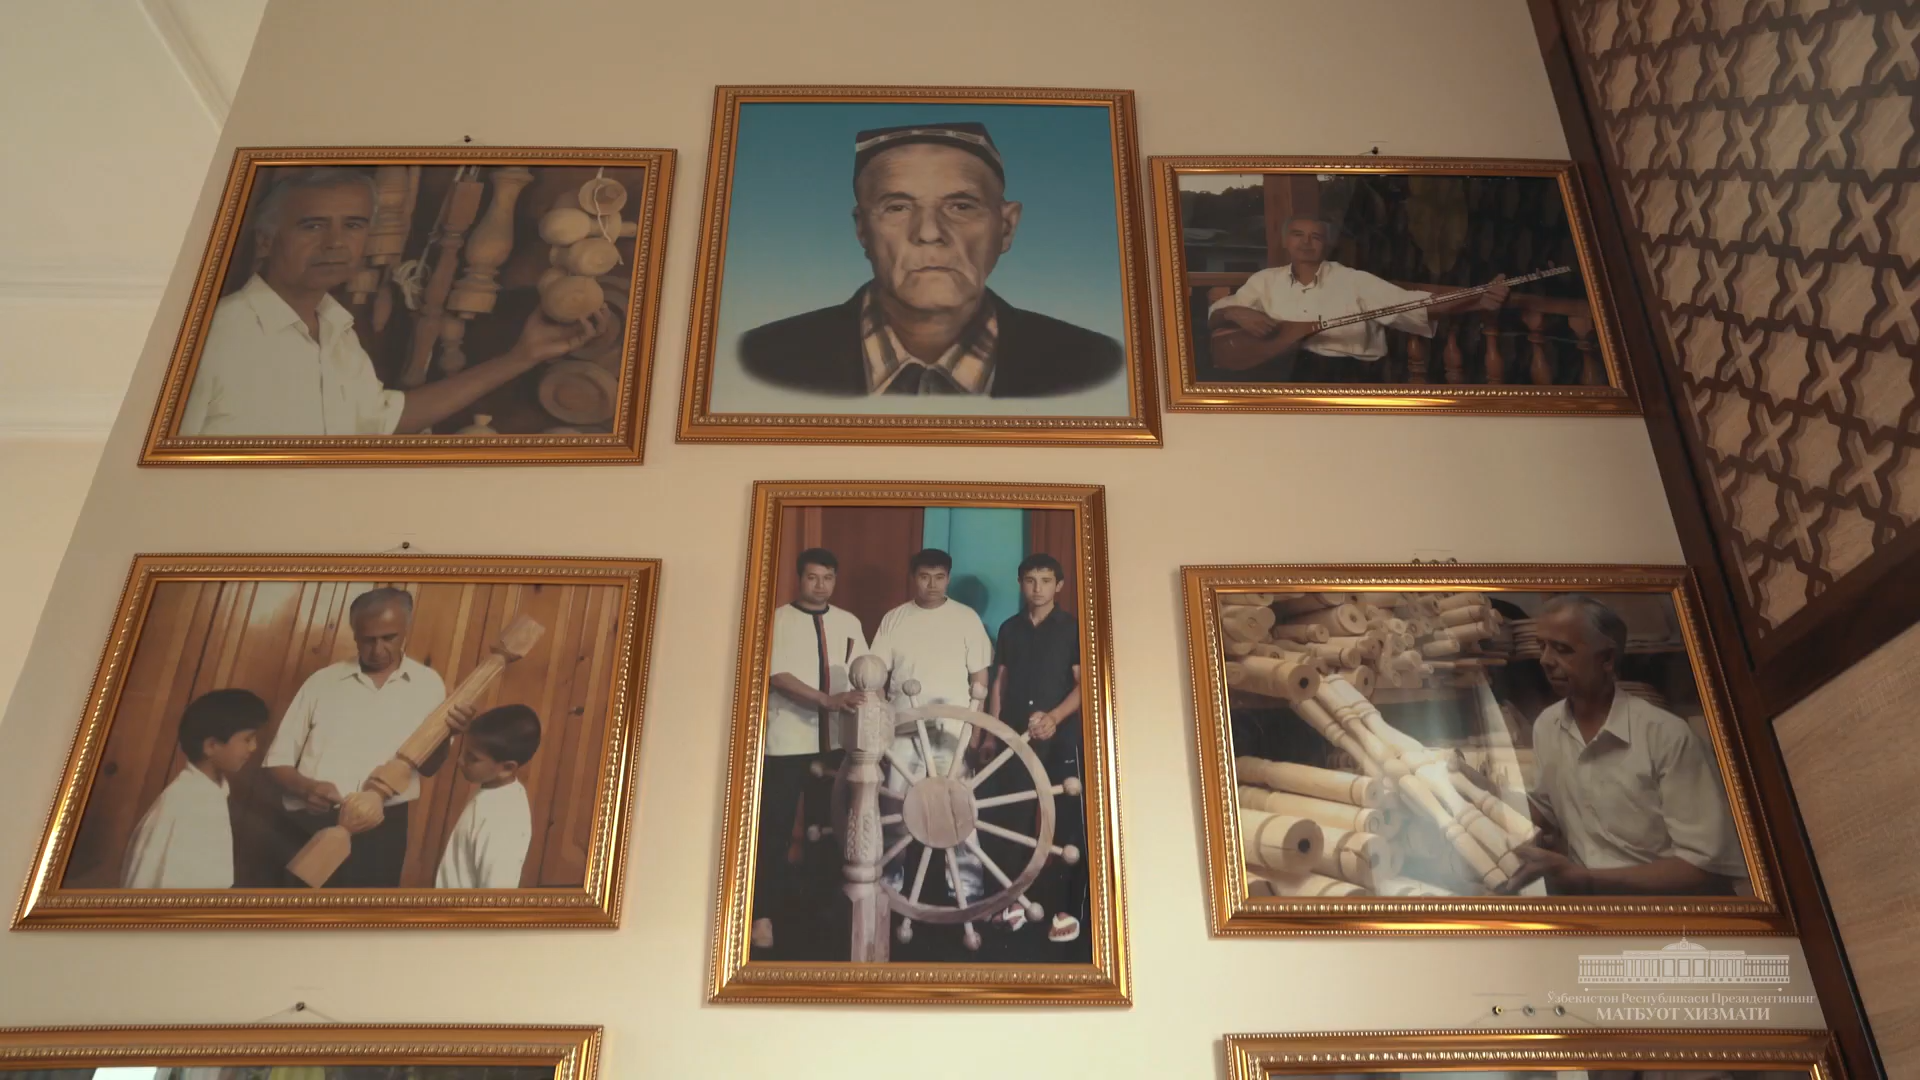 Ўзбекистон Республикаси Президентининг
МАТБУОТ ХИЗМАТИ